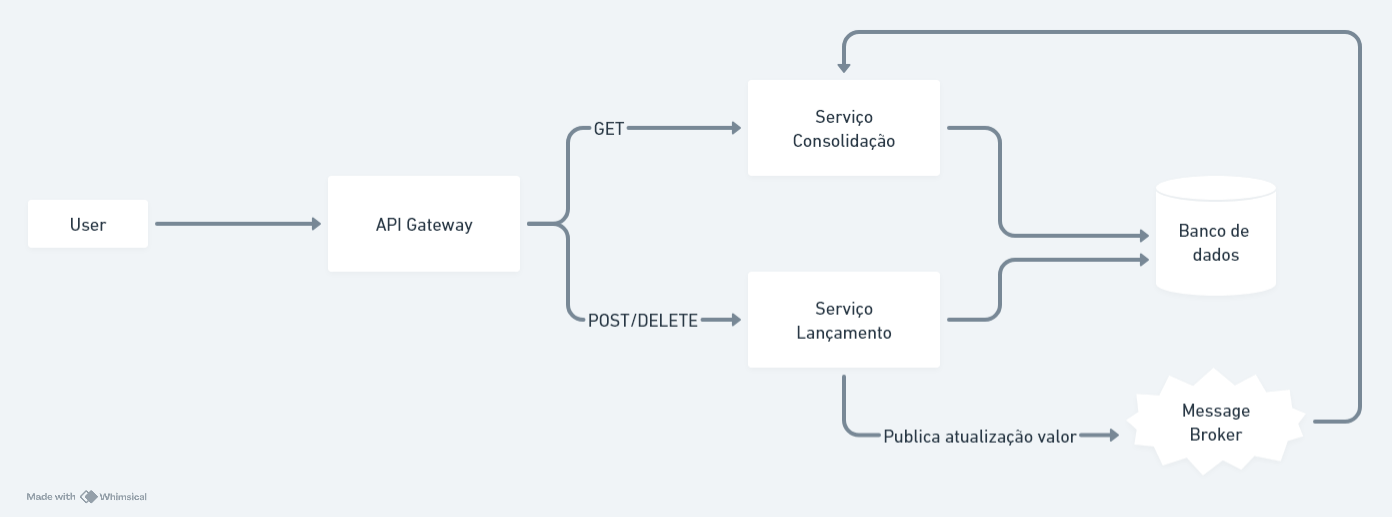 GET
Serviço
Consolidação
User
API Gateway
Banco de
dados
POST/DELETE
Serviço
Lançamento
Publica atualização valor
Message
Broker
Made with Whimsical